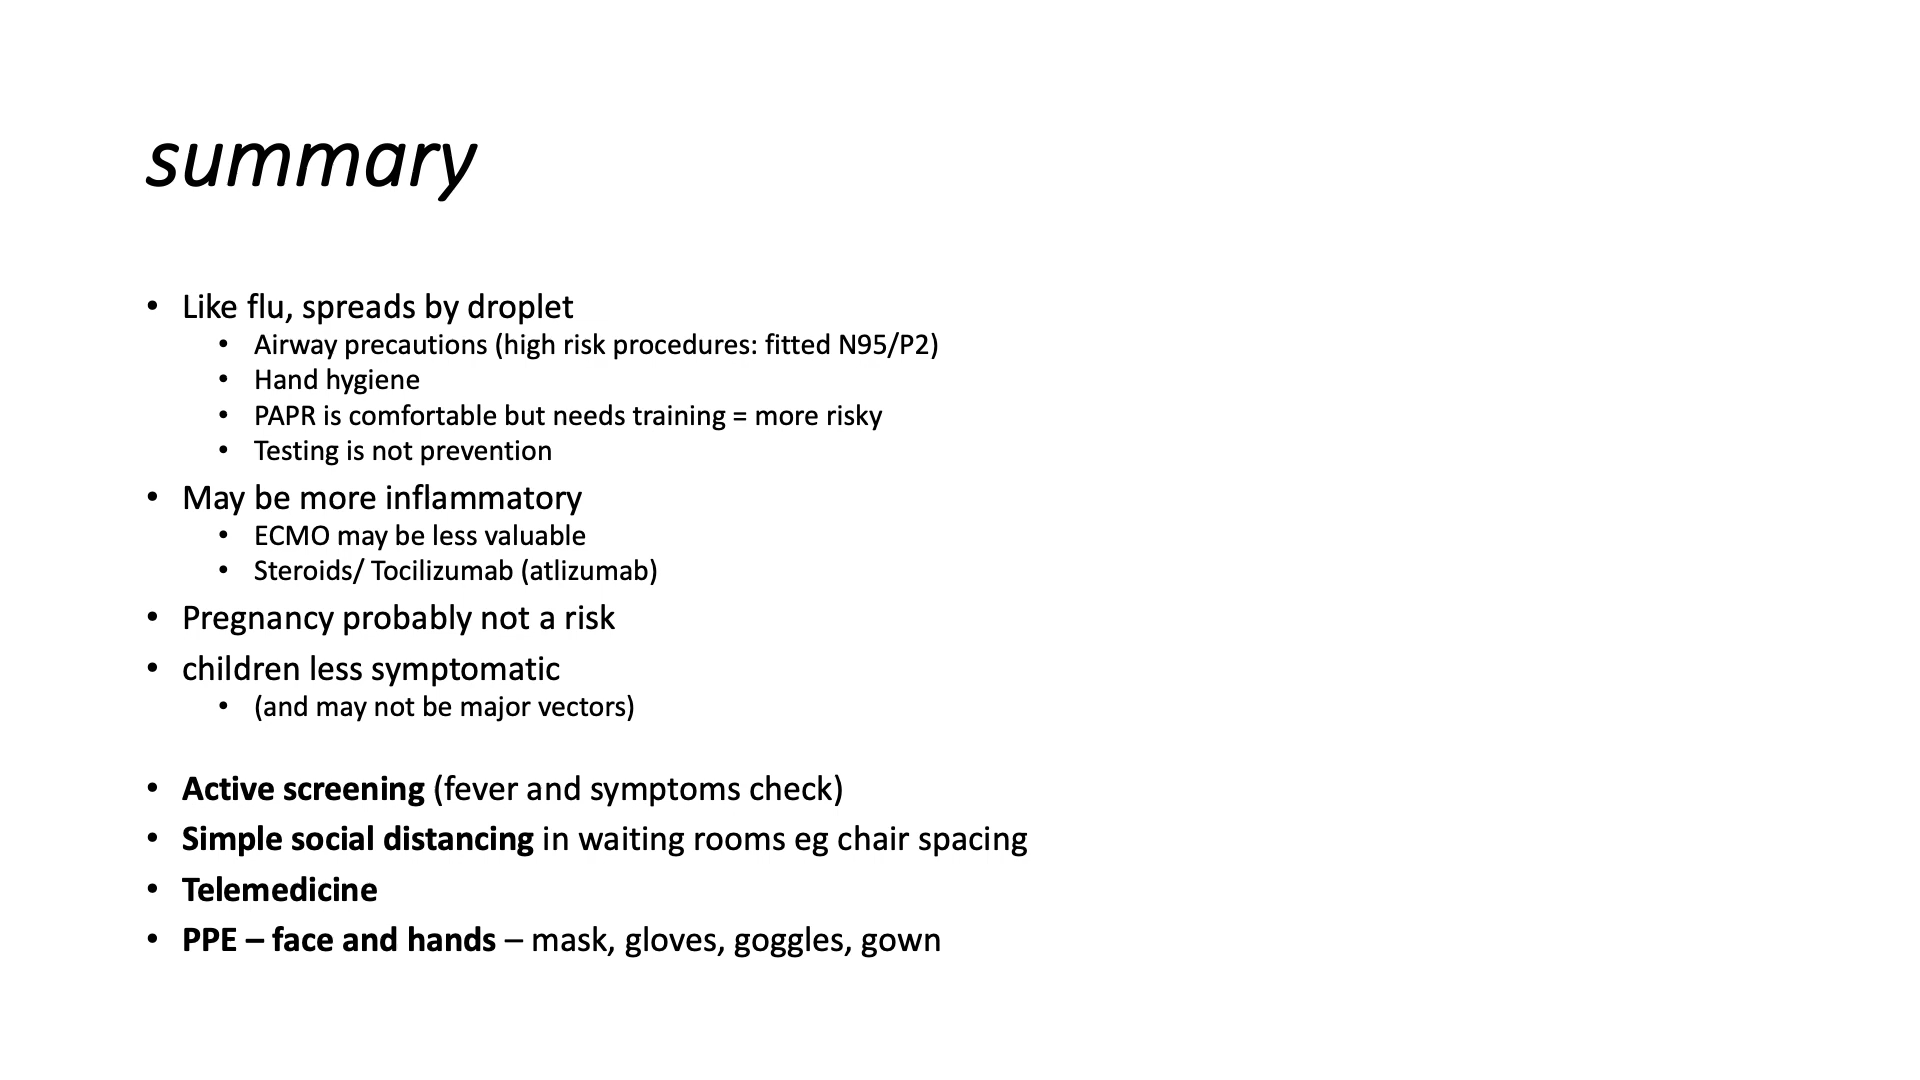 summary
• Like flu, spreads by droplet
• Airway precautions (high risk procedures: fitted N95/P2)
• Hand hygiene
• PAPR is comfortable but needs training = more risky
• Testing is not prevention
• May be more inflammatory
• ECMO may be less valuable
• Steroids/ Tocilizumab (atlizumab)
• Pregnancy probably not a risk
• children less symptomatic
• (and may not be major vectors)
• Active screening (fever and symptoms check)
• Simple social distancing in waiting rooms eg chair spacing
• Telemedicine
• PPE – face and hands – mask, gloves, goggles, gown